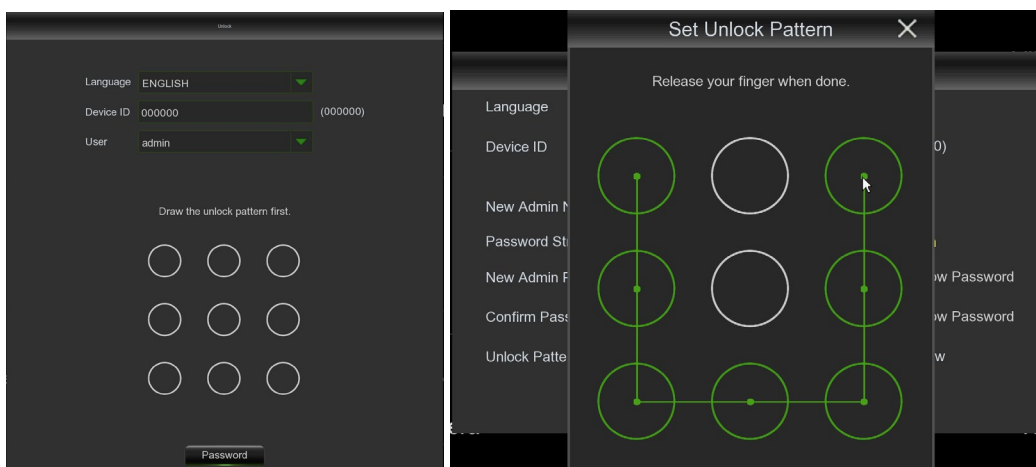 Unlock
Language ENGLISH
Device ID 000000 (000000)
User admin
Draw the unlock pattern first.
Password
Set Unlock Pattern
Release your finger when done.
Language
Device ID 0)
New Admin N
Password St
New Admin P ow Password
Confirm Pass ow Password
Unlock Patte w